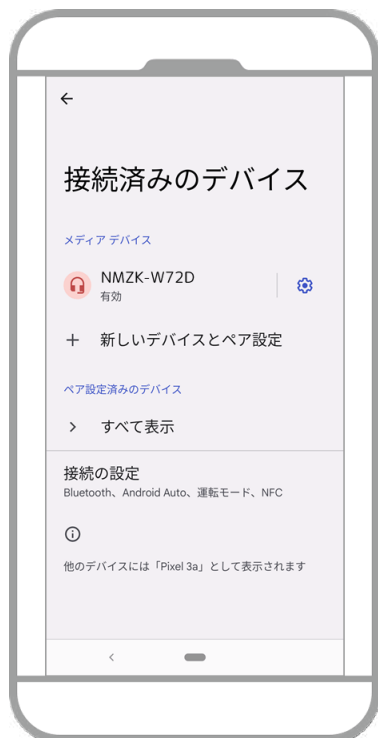 接続済みのデバイス
メディア デバイス
NMZK-W72D
有効
新しいデバイスとペア設定
ペア設定済みのデバイス
すべて表示
接続の設定
Bluetooth、Android Auto、運転モード、NFC
他のデバイスには「Pixel 3a」として表示されます